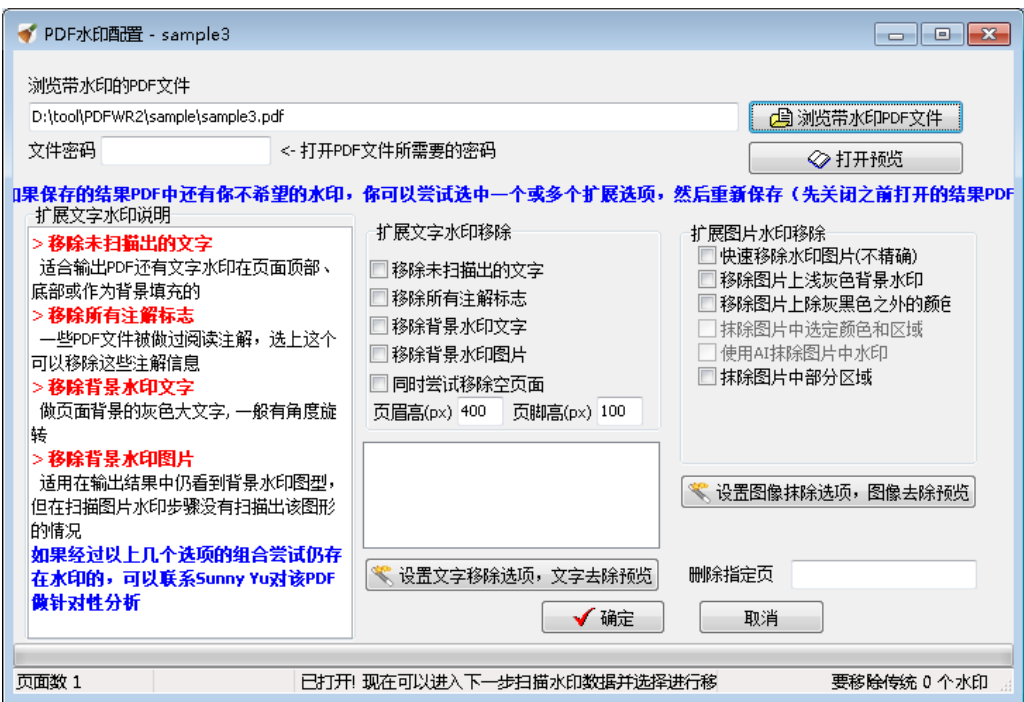 PDF水印配置 - sample3
浏览带水印的PDF文件
D:\tool\PDFWR2\sample\sample3.pdf
浏览带水印PDF文件
文件密码
<- 打开PDF文件所需要的密码
打开预览
如果保存的结果PDF中还有你不希望的水印，你可以尝试选中一个或多个扩展选项，然后重新保存（先关闭之前打开的结果PDF
扩展文字水印说明
> 移除未扫描出的文字
适合输出PDF还有文字水印在页面顶部、
底部或作为背景填充的
> 移除所有注解标志
一些PDF文件被做过阅读注解，选上这个
可以移除这些注解信息
> 移除背景水印文字
做页面背景的灰色大文字, 一般有角度旋
转
> 移除背景水印图片
适用在输出结果中仍看到背景水印图型，
但在扫描图片水印步骤没有扫描出该图形
的情况
如果经过以上几个选项的组合尝试仍存
在水印的，可以联系Sunny Yu对该PDF
做针对性分析
扩展文字水印移除
移除未扫描出的文字
移除所有注解标志
移除背景水印文字
移除背景水印图片
同时尝试移除空页面
页眉高(px) 400 页脚高(px) 100
设置文字移除选项，文字去除预览
扩展图片水印移除
快速移除水印图片(不精确)
移除图片上浅灰色背景水印
移除图片上除灰黑色之外的颜色
抹除图片中选定颜色和区域
使用AI抹除图片中水印
抹除图片中部分区域
设置图像抹除选项，图像去除预览
删除指定页
确定
取消
页面数 1
已打开! 现在可以进入下一步扫描水印数据并选择进行移
要移除传统 0 个水印